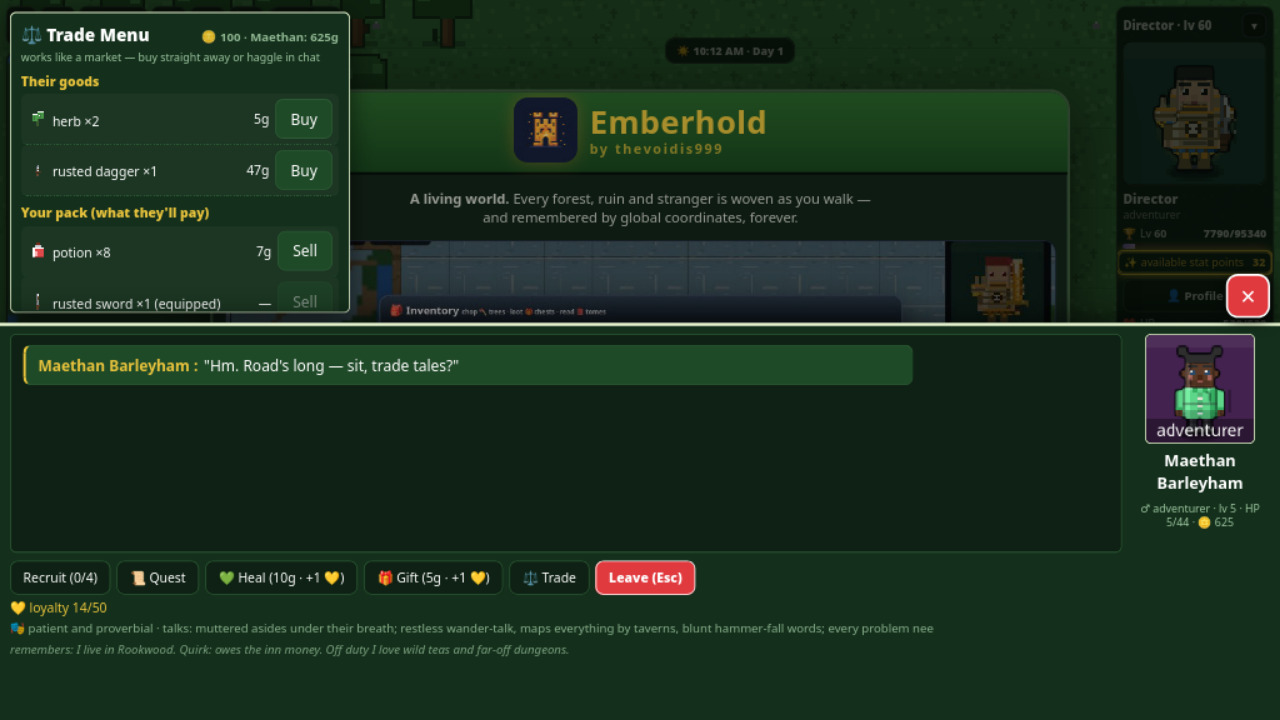 ⚖️ Trade Menu
🪙 100 · Maethan: 625g
works like a market — buy straight away or haggle in chat
Their goods
herb ×2 5g Buy
rusted dagger ×1 47g Buy
Your pack (what they'll pay)
potion ×8 7g Sell
rusted sword ×1 (equipped) — Sell
☀️ 10:12 AM · Day 1
Emberhold
by thevoidis999
A living world. Every forest, ruin and stranger is woven as you walk —
and remembered by global coordinates, forever.
🎒 Inventory chop 🪓 trees · loot 🎁 chests · read 📕 tomes
Director · lv 60 ▾
Director
adventurer
🏆 Lv 60 7790/95340
✨ available stat points 32
👤 Profile
✕
Maethan Barleyham : "Hm. Road's long — sit, trade tales?"
adventurer
Maethan
Barleyham
♂ adventurer · lv 5 · HP
5/44 · 🪙 625
Recruit (0/4) 📜 Quest 💚 Heal (10g · +1 💛) 🎁 Gift (5g · +1 💛) ⚖️ Trade Leave (Esc)
💛 loyalty 14/50
🎭 patient and proverbial · talks: muttered asides under their breath; restless wander-talk, maps everything by taverns, blunt hammer-fall words; every problem nee
remembers: I live in Rookwood. Quirk: owes the inn money. Off duty I love wild teas and far-off dungeons.